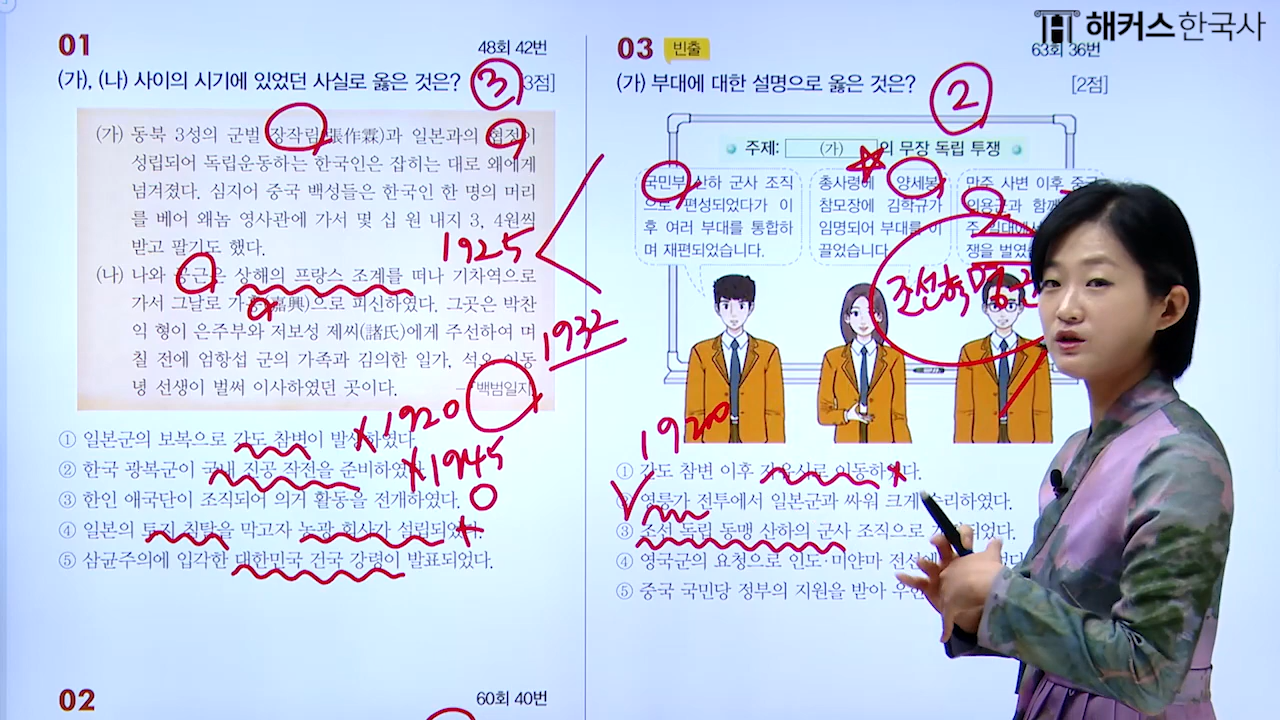 해커스한국사
01
48회 42번
(가), (나) 사이의 시기에 있었던 사실로 옳은 것은?
③
3점]
(가) 동북 3성의 군벌 장작림(張作霖)과 일본과의 협정이
성립되어 독립운동하는 한국인은 잡히는 대로 왜에게
넘겨졌다. 심지어 중국 백성들은 한국인 한 명의 머리
를 베어 왜놈 영사관에 가서 몇 십 원 내지 3, 4원씩
받고 팔기도 했다.
1925
(나) 나와 공근은 상해의 프랑스 조계를 떠나 기차역으로
가서 그날로 가흥(嘉興)으로 피신하였다. 그곳은 박찬
익 형이 은주부와 저보성 제씨(諸氏)에게 주선하여 며
칠 전에 엄항섭 군의 가족과 김의한 일가, 석오 이동
녕 선생이 벌써 이사하였던 곳이다.
1932
-『백범일지』
① 일본군의 보복으로 간도 참변이 발생하였다.
X 1920
② 한국 광복군이 국내 진공 작전을 준비하였다.
X 1945
③ 한인 애국단이 조직되어 의거 활동을 전개하였다.
O
④ 일본의 토지 침탈을 막고자 농광 회사가 설립되었다.
X
⑤ 삼균주의에 입각한 대한민국 건국 강령이 발표되었다.
02
60회 40번
03 빈출
63회 36번
(가) 부대에 대한 설명으로 옳은 것은?
②
[2점]
주제: (가) 의 무장 독립 투쟁
국민부 산하 군사 조직
으로 편성되었다가 이
후 여러 부대를 통합하
며 재편되었습니다.
총사령에 양세봉,
참모장에 김학규가
임명되어 부대를 이
끌었습니다.
만주 사변 이후 중국
의용군과 함께
쟁을 벌였
조선혁명군
1920
① 간도 참변 이후 자유시로 이동하였다.
X
② 영릉가 전투에서 일본군과 싸워 크게 승리하였다.
③ 조선 독립 동맹 산하의 군사 조직으로
④ 영국군의 요청으로 인도·미얀마 전선에
⑤ 중국 국민당 정부의 지원을 받아